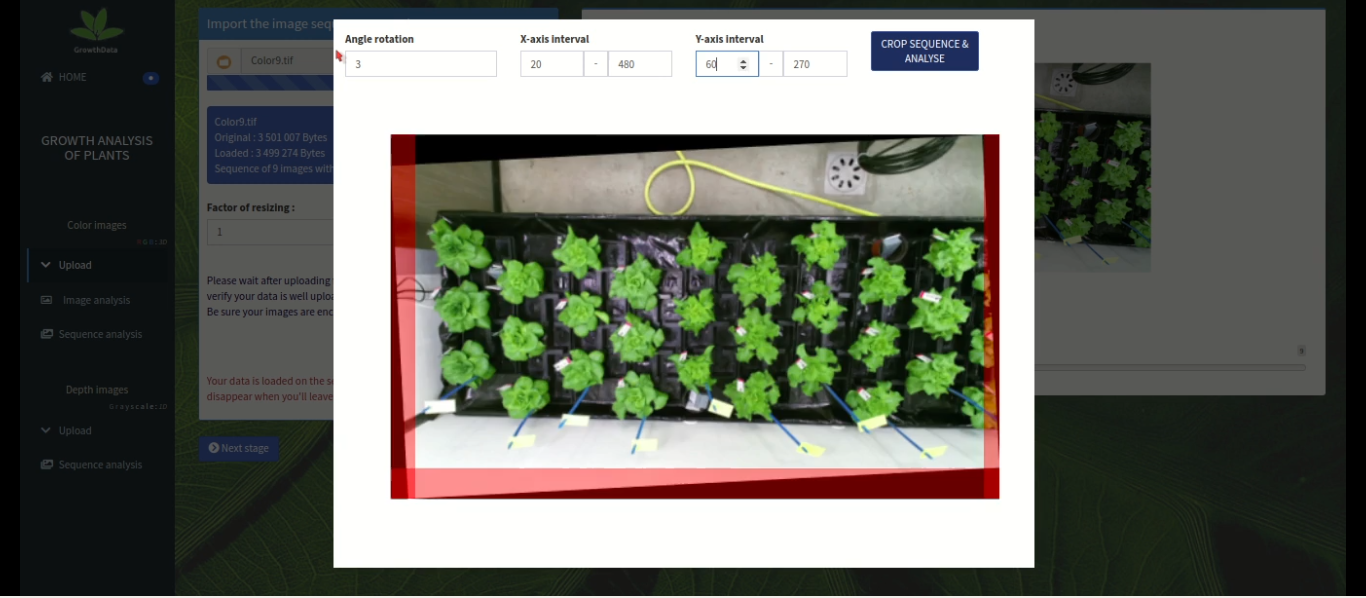 GrowthData
HOME
GROWTH ANALYSIS
OF PLANTS
Color images
Upload
Image analysis
Sequence analysis
Depth images
Grayscale:1D
Upload
Sequence analysis
Import the image seq
Color9.tif
Color9.tif
Original : 3 501 007 Bytes
Loaded : 3 499 274 Bytes
Sequence of 9 images with
Factor of resizing :
1
Please wait after uploading
verify your data is well uploa
Be sure your images are enc
Your data is loaded on the se
disappear when you'll leave
Next stage
Angle rotation
3
X-axis interval
20 - 480
Y-axis interval
60 - 270
CROP SEQUENCE &
ANALYSE